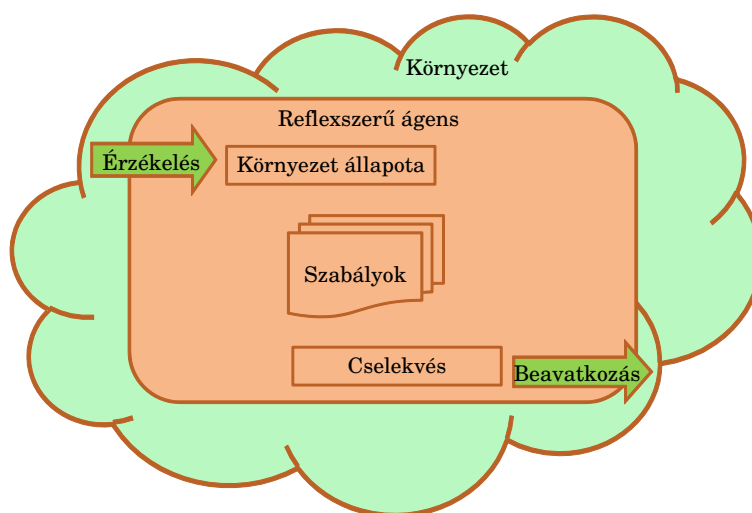 Környezet
Reflexszerű ágens
Érzékelés
Környezet állapota
Szabályok
Cselekvés
Beavatkozás